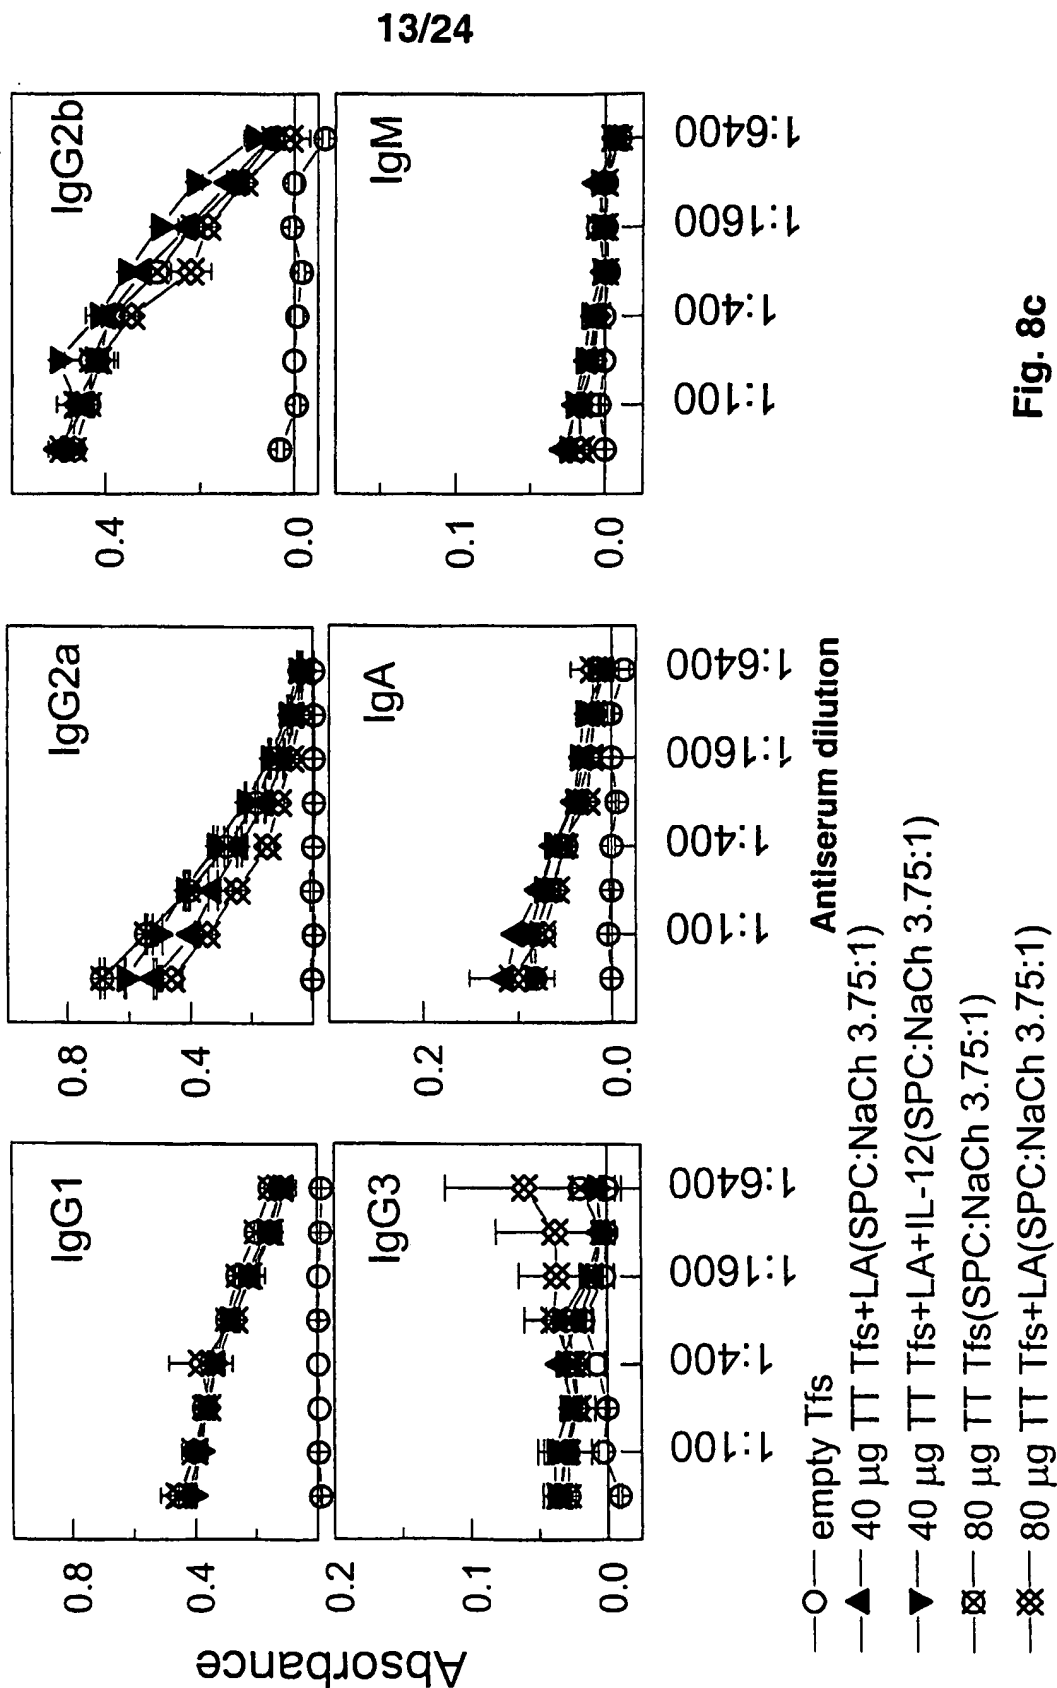 13/24
IgG1
IgG2a
IgG2b
0.8
0.4
0.8
0.4
0.4
0.0
IgG3
IgA
IgM
0.1
0.0
0.2
0.0
0.1
0.0
1:100
1:400
1:1600
1:6400
1:100
1:400
1:1600
1:6400
1:100
1:400
1:1600
1:6400
Absorbance
Antiserum dilution
empty Tfs
40 µg TT Tfs+LA(SPC:NaCh 3.75:1)
40 µg TT Tfs+LA+IL-12(SPC:NaCh 3.75:1)
80 µg TT Tfs(SPC:NaCh 3.75:1)
80 µg TT Tfs+LA(SPC:NaCh 3.75:1)
Fig. 8c